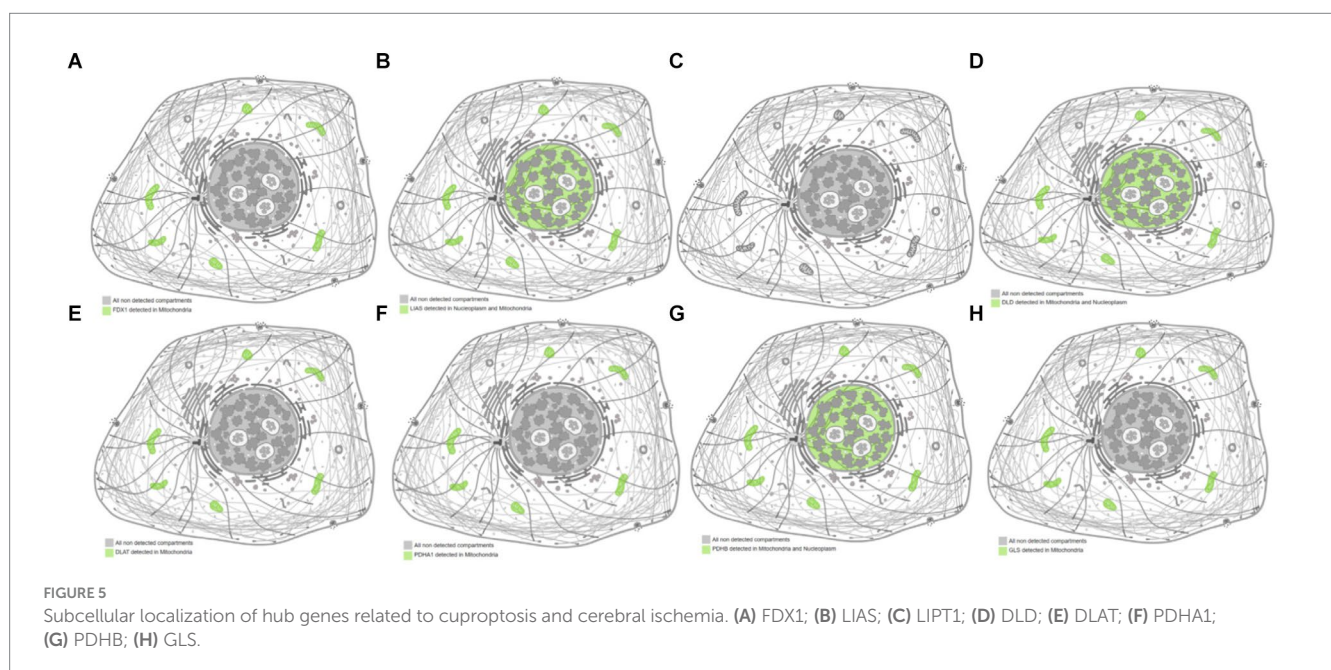 A
B
C
D
All non detected compartments
FDX1 detected in Mitochondria
All non detected compartments
LIAS detected in Nucleoplasm and Mitochondria
All non detected compartments
All non detected compartments
DLD detected in Mitochondria and Nucleoplasm
E
F
G
H
All non detected compartments
DLAT detected in Mitochondria
All non detected compartments
PDHA1 detected in Mitochondria
All non detected compartments
PDHB detected in Mitochondria and Nucleoplasm
All non detected compartments
GLS detected in Mitochondria
FIGURE 5
Subcellular localization of hub genes related to cuproptosis and cerebral ischemia. (A) FDX1; (B) LIAS; (C) LIPT1; (D) DLD; (E) DLAT; (F) PDHA1;
(G) PDHB; (H) GLS.